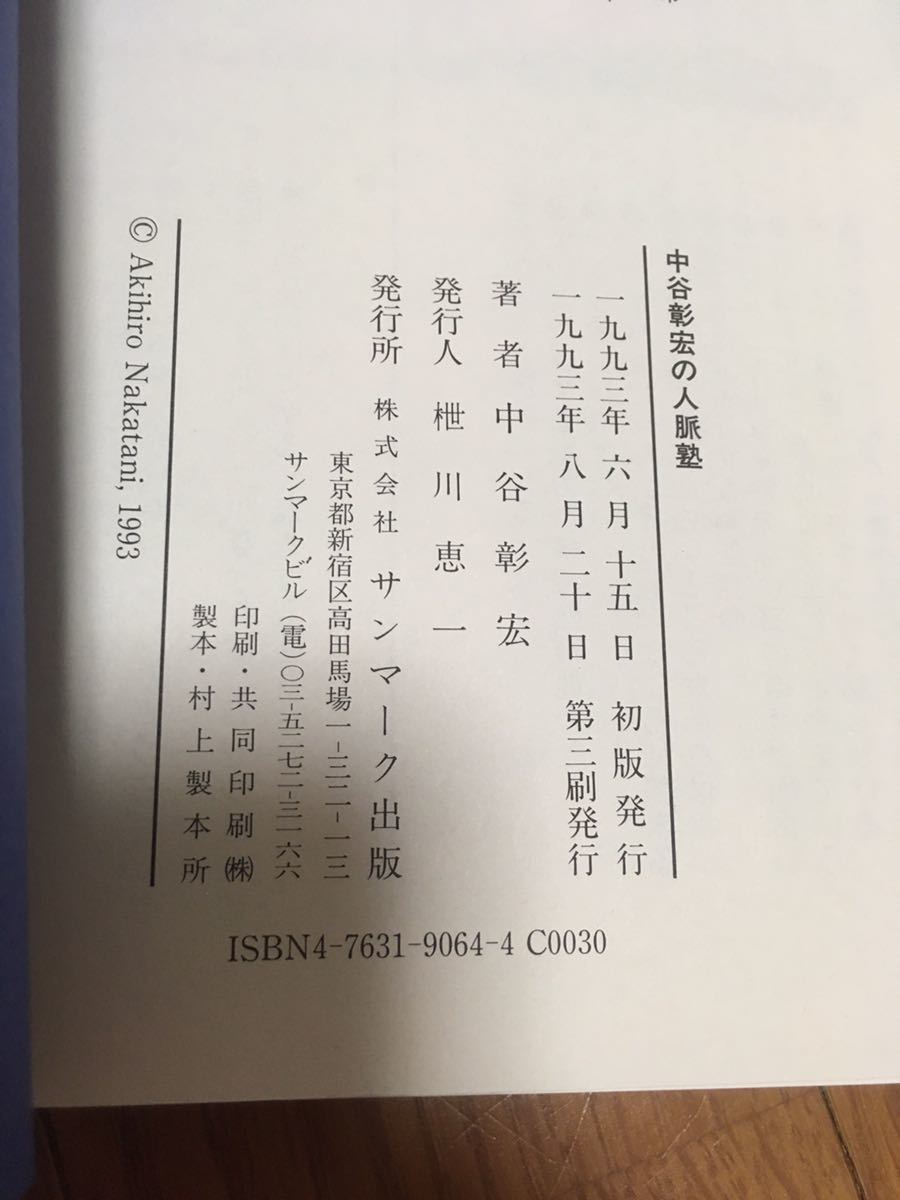 中谷彰宏の人脈塾
一九九三年 六月 十五日 初版発行
一九九三年 八月 二十日 第三刷発行
著者 中谷彰宏
発行人 枻川恵一
発行所 株式会社 サンマーク出版
東京都新宿区高田馬場一-三二-一三
サンマークビル (電)〇三-五二七二-三一六六
印刷・共同印刷㈱
製本・村上製本所
© Akihiro Nakatani, 1993
ISBN4-7631-9064-4 C0030